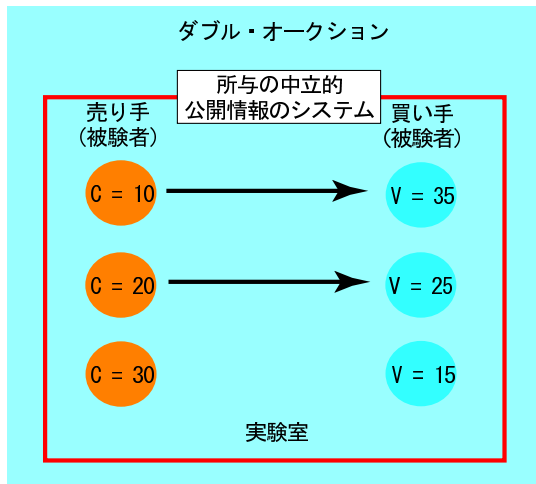 ダブル・オークション
所与の中立的
公開情報のシステム
売り手
(被験者)
買い手
(被験者)
C = 10
V = 35
C = 20
V = 25
C = 30
V = 15
実験室